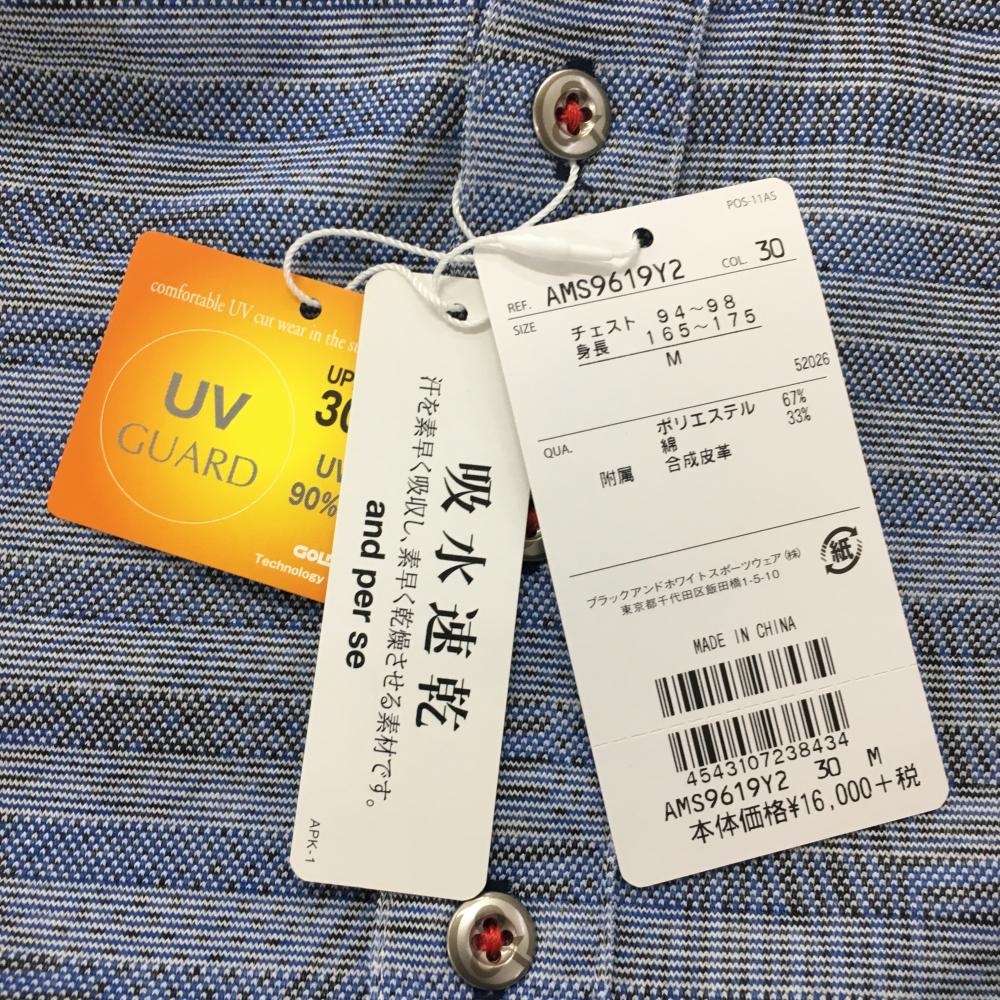 comfortable UV cut wear in the
UV
GUARD
UP
30
UV
90%
Technology
吸水速乾
汗を素早く吸収し、素早く乾燥させる素材です。
and per se
APK-1
POS-11AS
REF. AMS9619Y2 COL. 30
SIZE チェスト 94～98
身長 165～175
M
52026
QUA. ポリエステル 67%
綿 33%
附属 合成皮革
紙
ブラックアンドホワイトスポーツウェア(株)
東京都千代田区飯田橋1-5-10
MADE IN CHINA
4543107238434
AMS9619Y2 30 M
本体価格¥16,000+税